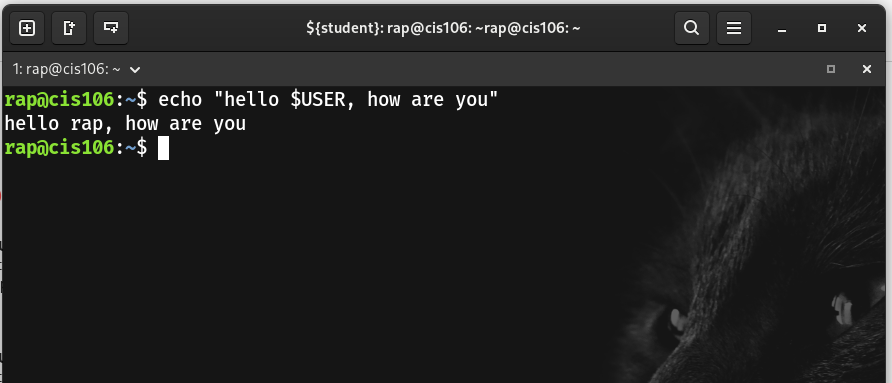 ${student}: rap@cis106: ~rap@cis106: ~
1: rap@cis106: ~
rap@cis106:~$ echo "hello $USER, how are you"
hello rap, how are you
rap@cis106:~$